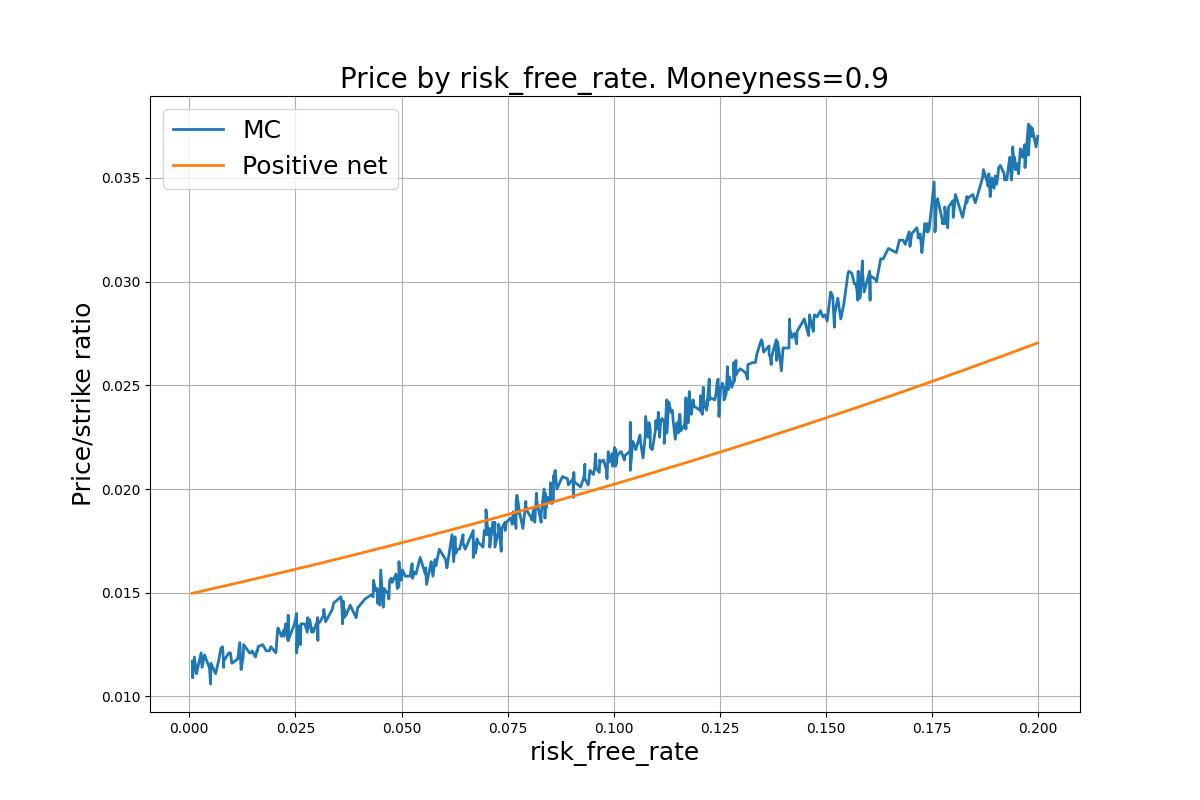 Price by risk_free_rate. Moneyness=0.9
MC
Positive net
Price/strike ratio
0.035
0.030
0.025
0.020
0.015
0.010
0.000 0.025 0.050 0.075 0.100 0.125 0.150 0.175 0.200
risk_free_rate